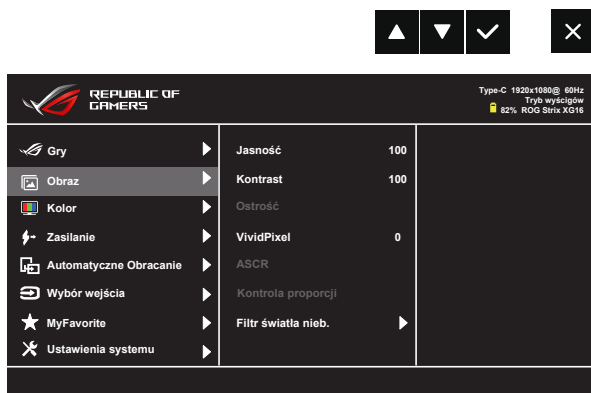 REPUBLIC OF
GAMERS
Type-C 1920x1080@ 60Hz
Tryb wyścigów
82% ROG Strix XG16
Gry
Obraz
Kolor
Zasilanie
Automatyczne Obracanie
Wybór wejścia
MyFavorite
Ustawienia systemu
Jasność 100
Kontrast 100
Ostrość
VividPixel 0
ASCR
Kontrola proporcji
Filtr światła nieb.